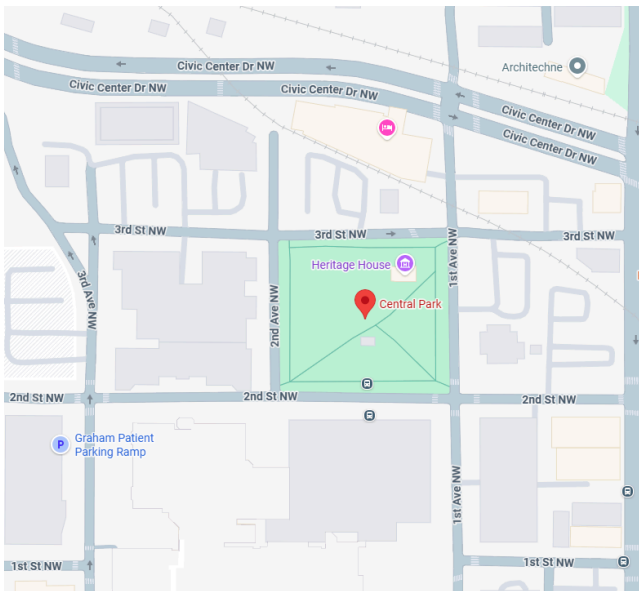 Civic Center Dr NW
Civic Center Dr NW
Civic Center Dr NW
Architechne
Civic Center Dr NW
Civic Center Dr NW
3rd St NW
3rd St NW
3rd St NW
1st Ave NW
Heritage House
3rd Ave NW
2nd Ave NW
Central Park
2nd St NW
2nd St NW
2nd St NW
P
Graham Patient
Parking Ramp
1st Ave NW
1st St NW
1st St NW